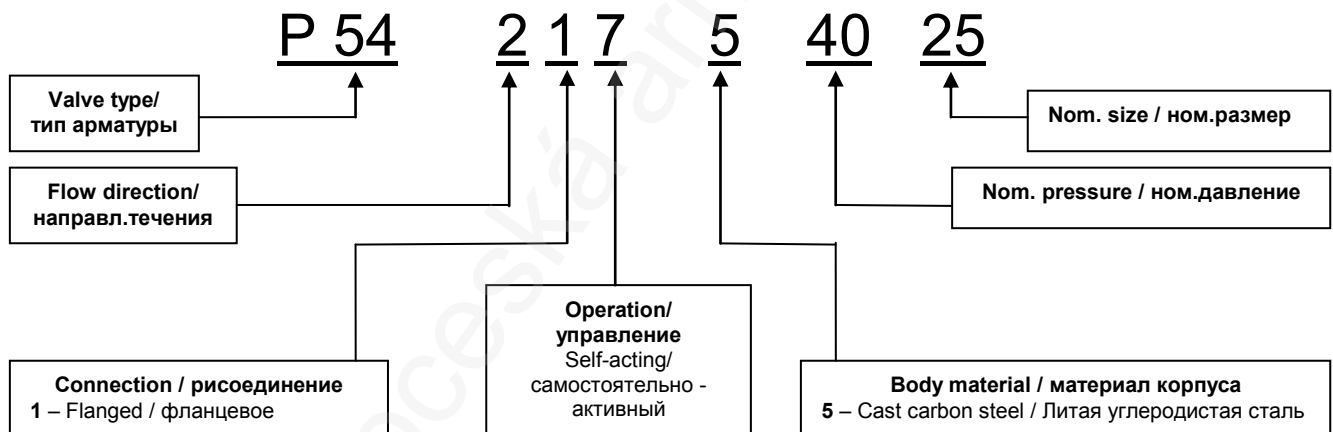 P 54 2 1 7 5 40 25
Valve type/
тип арматуры
Nom. size / ном.размер
Flow direction/
направл.течения
Nom. pressure / ном.давление
Operation/
управление
Self-acting/
самостоятельно -
активный
Connection / рисоединение
1 – Flanged / фланцевое
Body material / материал корпуса
5 – Cast carbon steel / Литая углеродистая сталь